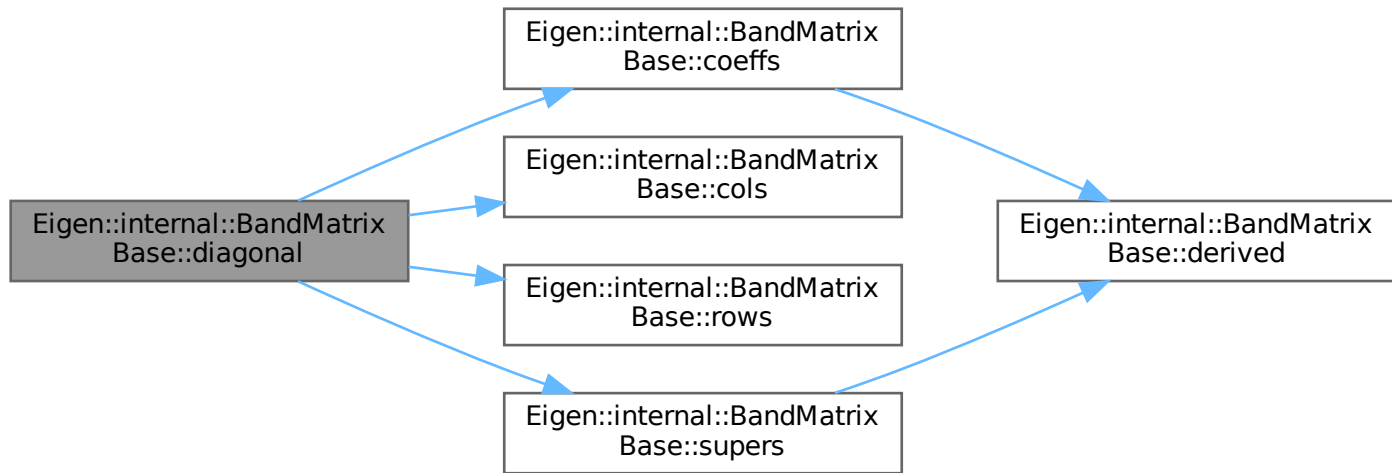 Eigen::internal::BandMatrix
Base::diagonal
Eigen::internal::BandMatrix
Base::coeffs
Eigen::internal::BandMatrix
Base::cols
Eigen::internal::BandMatrix
Base::rows
Eigen::internal::BandMatrix
Base::supers
Eigen::internal::BandMatrix
Base::derived